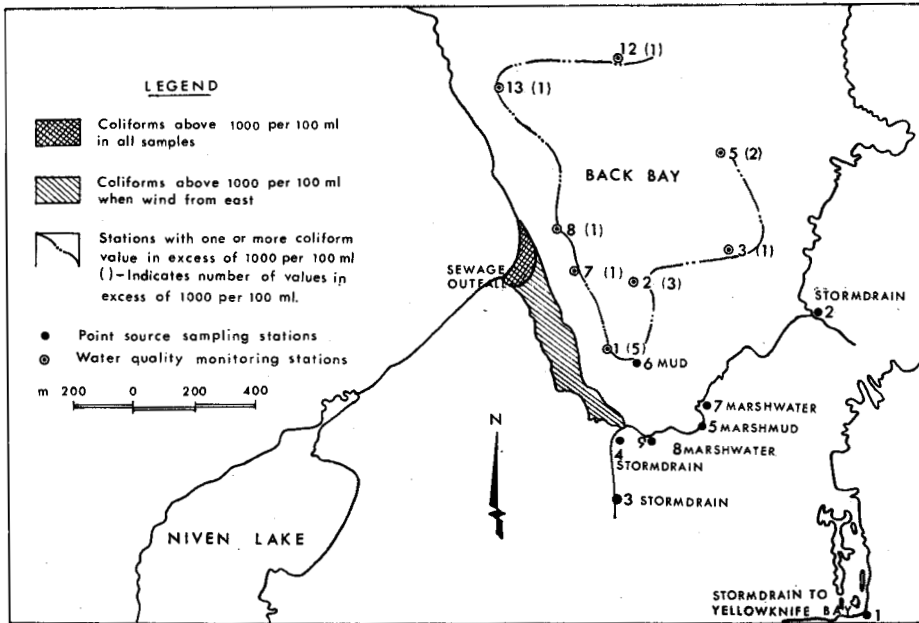 LEGEND
Coliforms above 1000 per 100 ml
in all samples
Coliforms above 1000 per 100 ml
when wind from east
Stations with one or more coliform
value in excess of 1000 per 100 ml
( )–Indicates number of values in
excess of 1000 per 100 ml.
Point source sampling stations
Water quality monitoring stations
m 200 0 200 400
12 (1)
13 (1)
5 (2)
BACK BAY
8 (1)
3 (1)
7 (1)
2 (3)
SEWAGE
OUTFALL
STORMDRAIN
2
1 (5)
6 MUD
7 MARSHWATER
5 MARSHMUD
9
8 MARSHWATER
4
STORMDRAIN
3 STORMDRAIN
N
NIVEN LAKE
STORMDRAIN TO
YELLOWKNIFE BAY
1